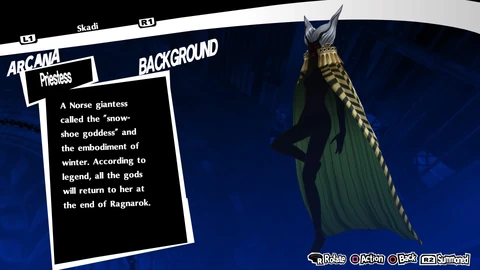 L1
Skadi
R1
ARCANA
Priestess
BACKGROUND
A Norse giantess
called the "snow-
shoe goddess" and
the embodiment of
winter. According to
legend, all the gods
will return to her at
the end of Ragnarok.
R Rotate Action Back L2 Summoned